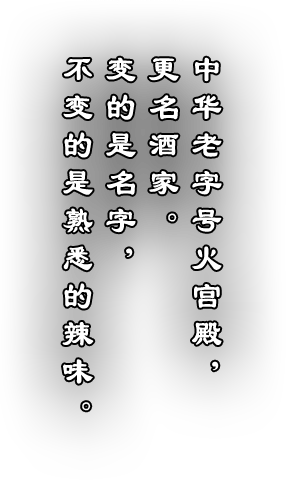 中华老字号火宫殿，
更名酒家。
变的是名字，
不变的是熟悉的辣味。